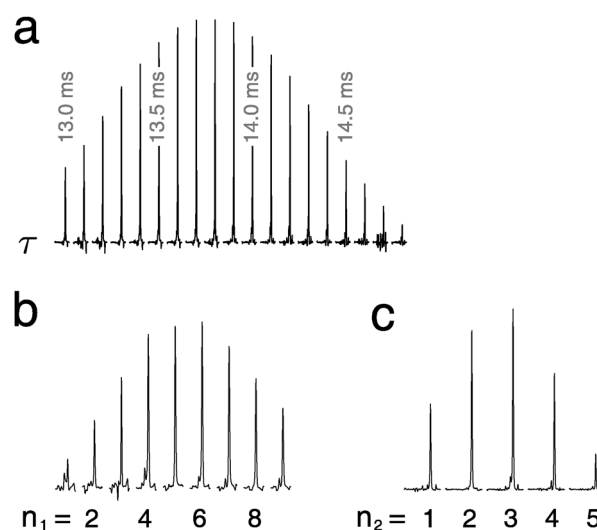 a
13.0 ms
13.5 ms
14.0 ms
14.5 ms
τ
b
c
n₁ = 2 4 6 8
n₂ = 1 2 3 4 5